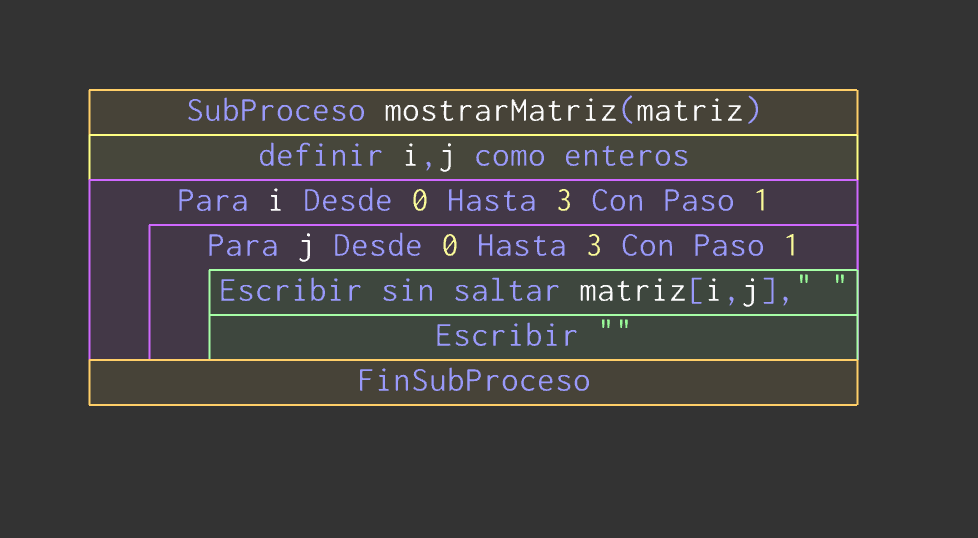 SubProceso mostrarMatriz(matriz)
definir i,j como enteros
Para i Desde 0 Hasta 3 Con Paso 1
Para j Desde 0 Hasta 3 Con Paso 1
Escribir sin saltar matriz[i,j]," "
Escribir ""
FinSubProceso